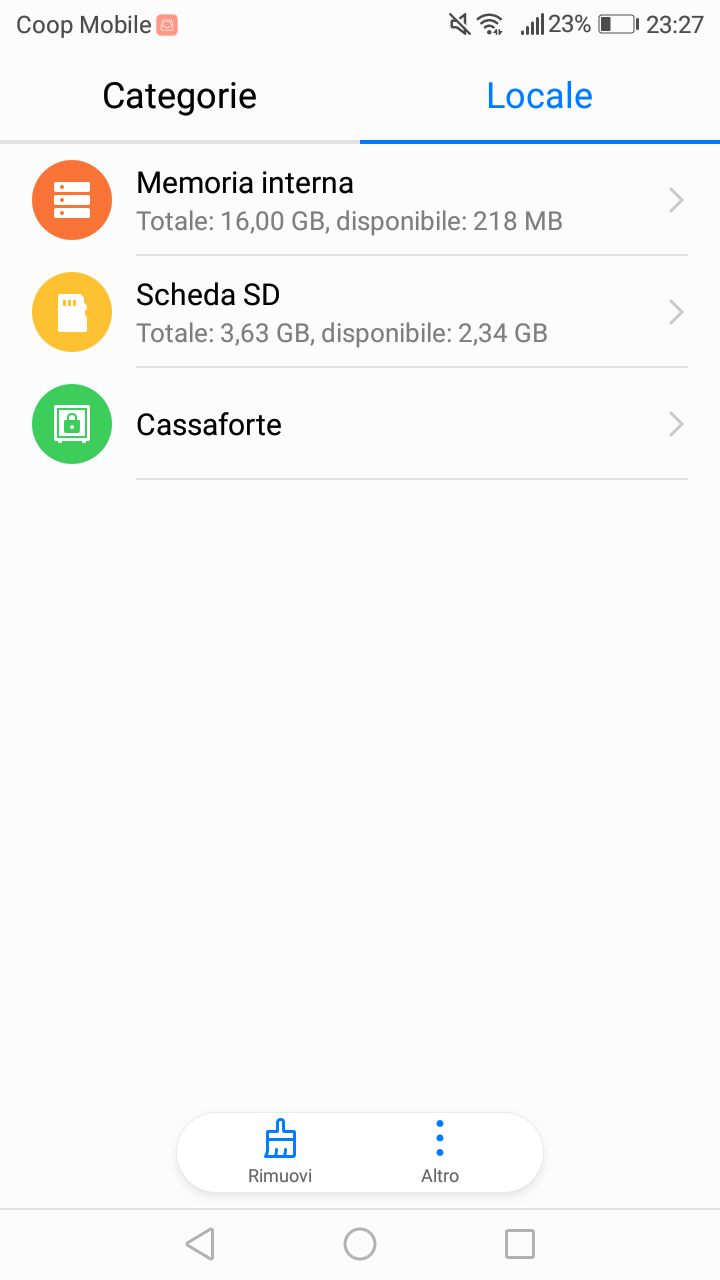 Coop Mobile 23% 23:27
Categorie Locale
Memoria interna
Totale: 16,00 GB, disponibile: 218 MB
Scheda SD
Totale: 3,63 GB, disponibile: 2,34 GB
Cassaforte
Rimuovi Altro